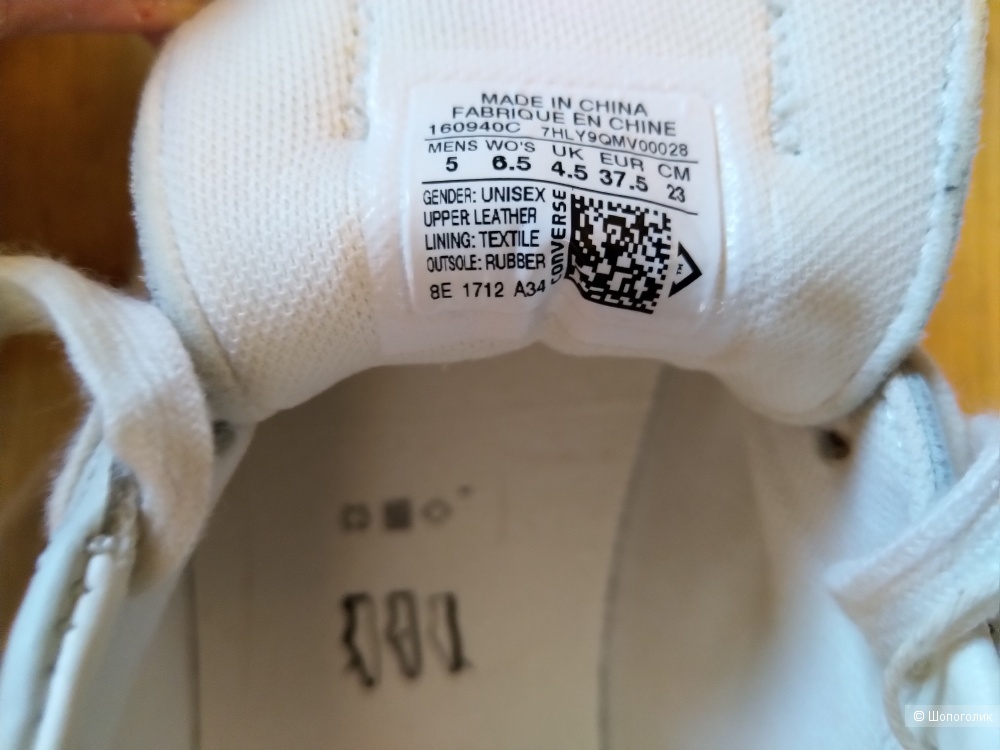 MADE IN CHINA
FABRIQUE EN CHINE
160940C 7HLY9QMV00028
MENS WO'S UK EUR CM
5 6.5 4.5 37.5 23
GENDER: UNISEX
UPPER LEATHER
LINING: TEXTILE
OUTSOLE: RUBBER
CONVERSE
8E 1712 A34
TM
© Шопоголик